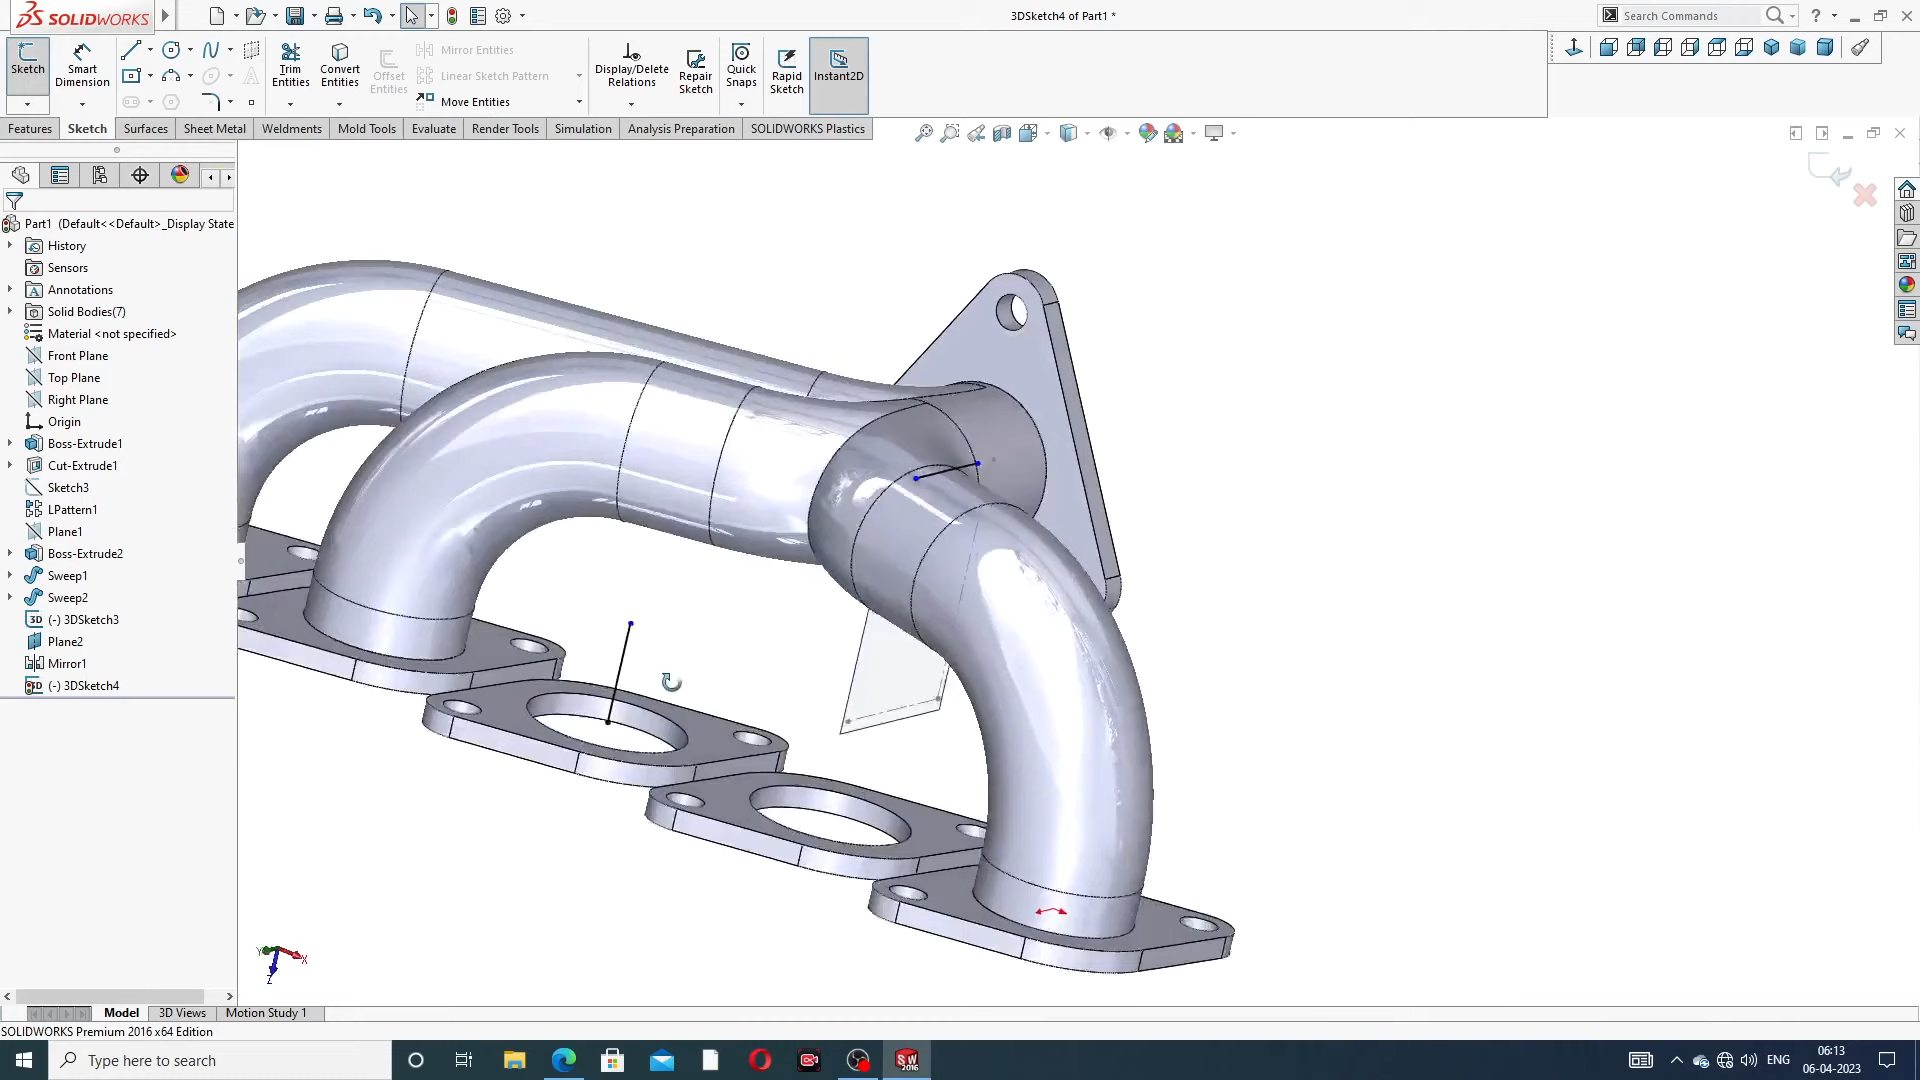 SOLIDWORKS
3DSketch4 of Part1 *
Search Commands
Sketch
Smart Dimension
Trim Entities
Convert Entities
Offset Entities
Mirror Entities
Linear Sketch Pattern
Move Entities
Display/Delete Relations
Repair Sketch
Quick Snaps
Rapid Sketch
Instant2D
Features
Sketch
Surfaces
Sheet Metal
Weldments
Mold Tools
Evaluate
Render Tools
Simulation
Analysis Preparation
SOLIDWORKS Plastics
Part1 (Default<<Default>_Display State
History
Sensors
Annotations
Solid Bodies(7)
Material <not specified>
Front Plane
Top Plane
Right Plane
Origin
Boss-Extrude1
Cut-Extrude1
Sketch3
LPattern1
Plane1
Boss-Extrude2
Sweep1
Sweep2
3D (-) 3DSketch3
Plane2
Mirror1
3D (-) 3DSketch4
Y
X
Z
Model
3D Views
Motion Study 1
SOLIDWORKS Premium 2016 x64 Edition
Type here to search
SW
2016
ENG
06:13
06-04-2023